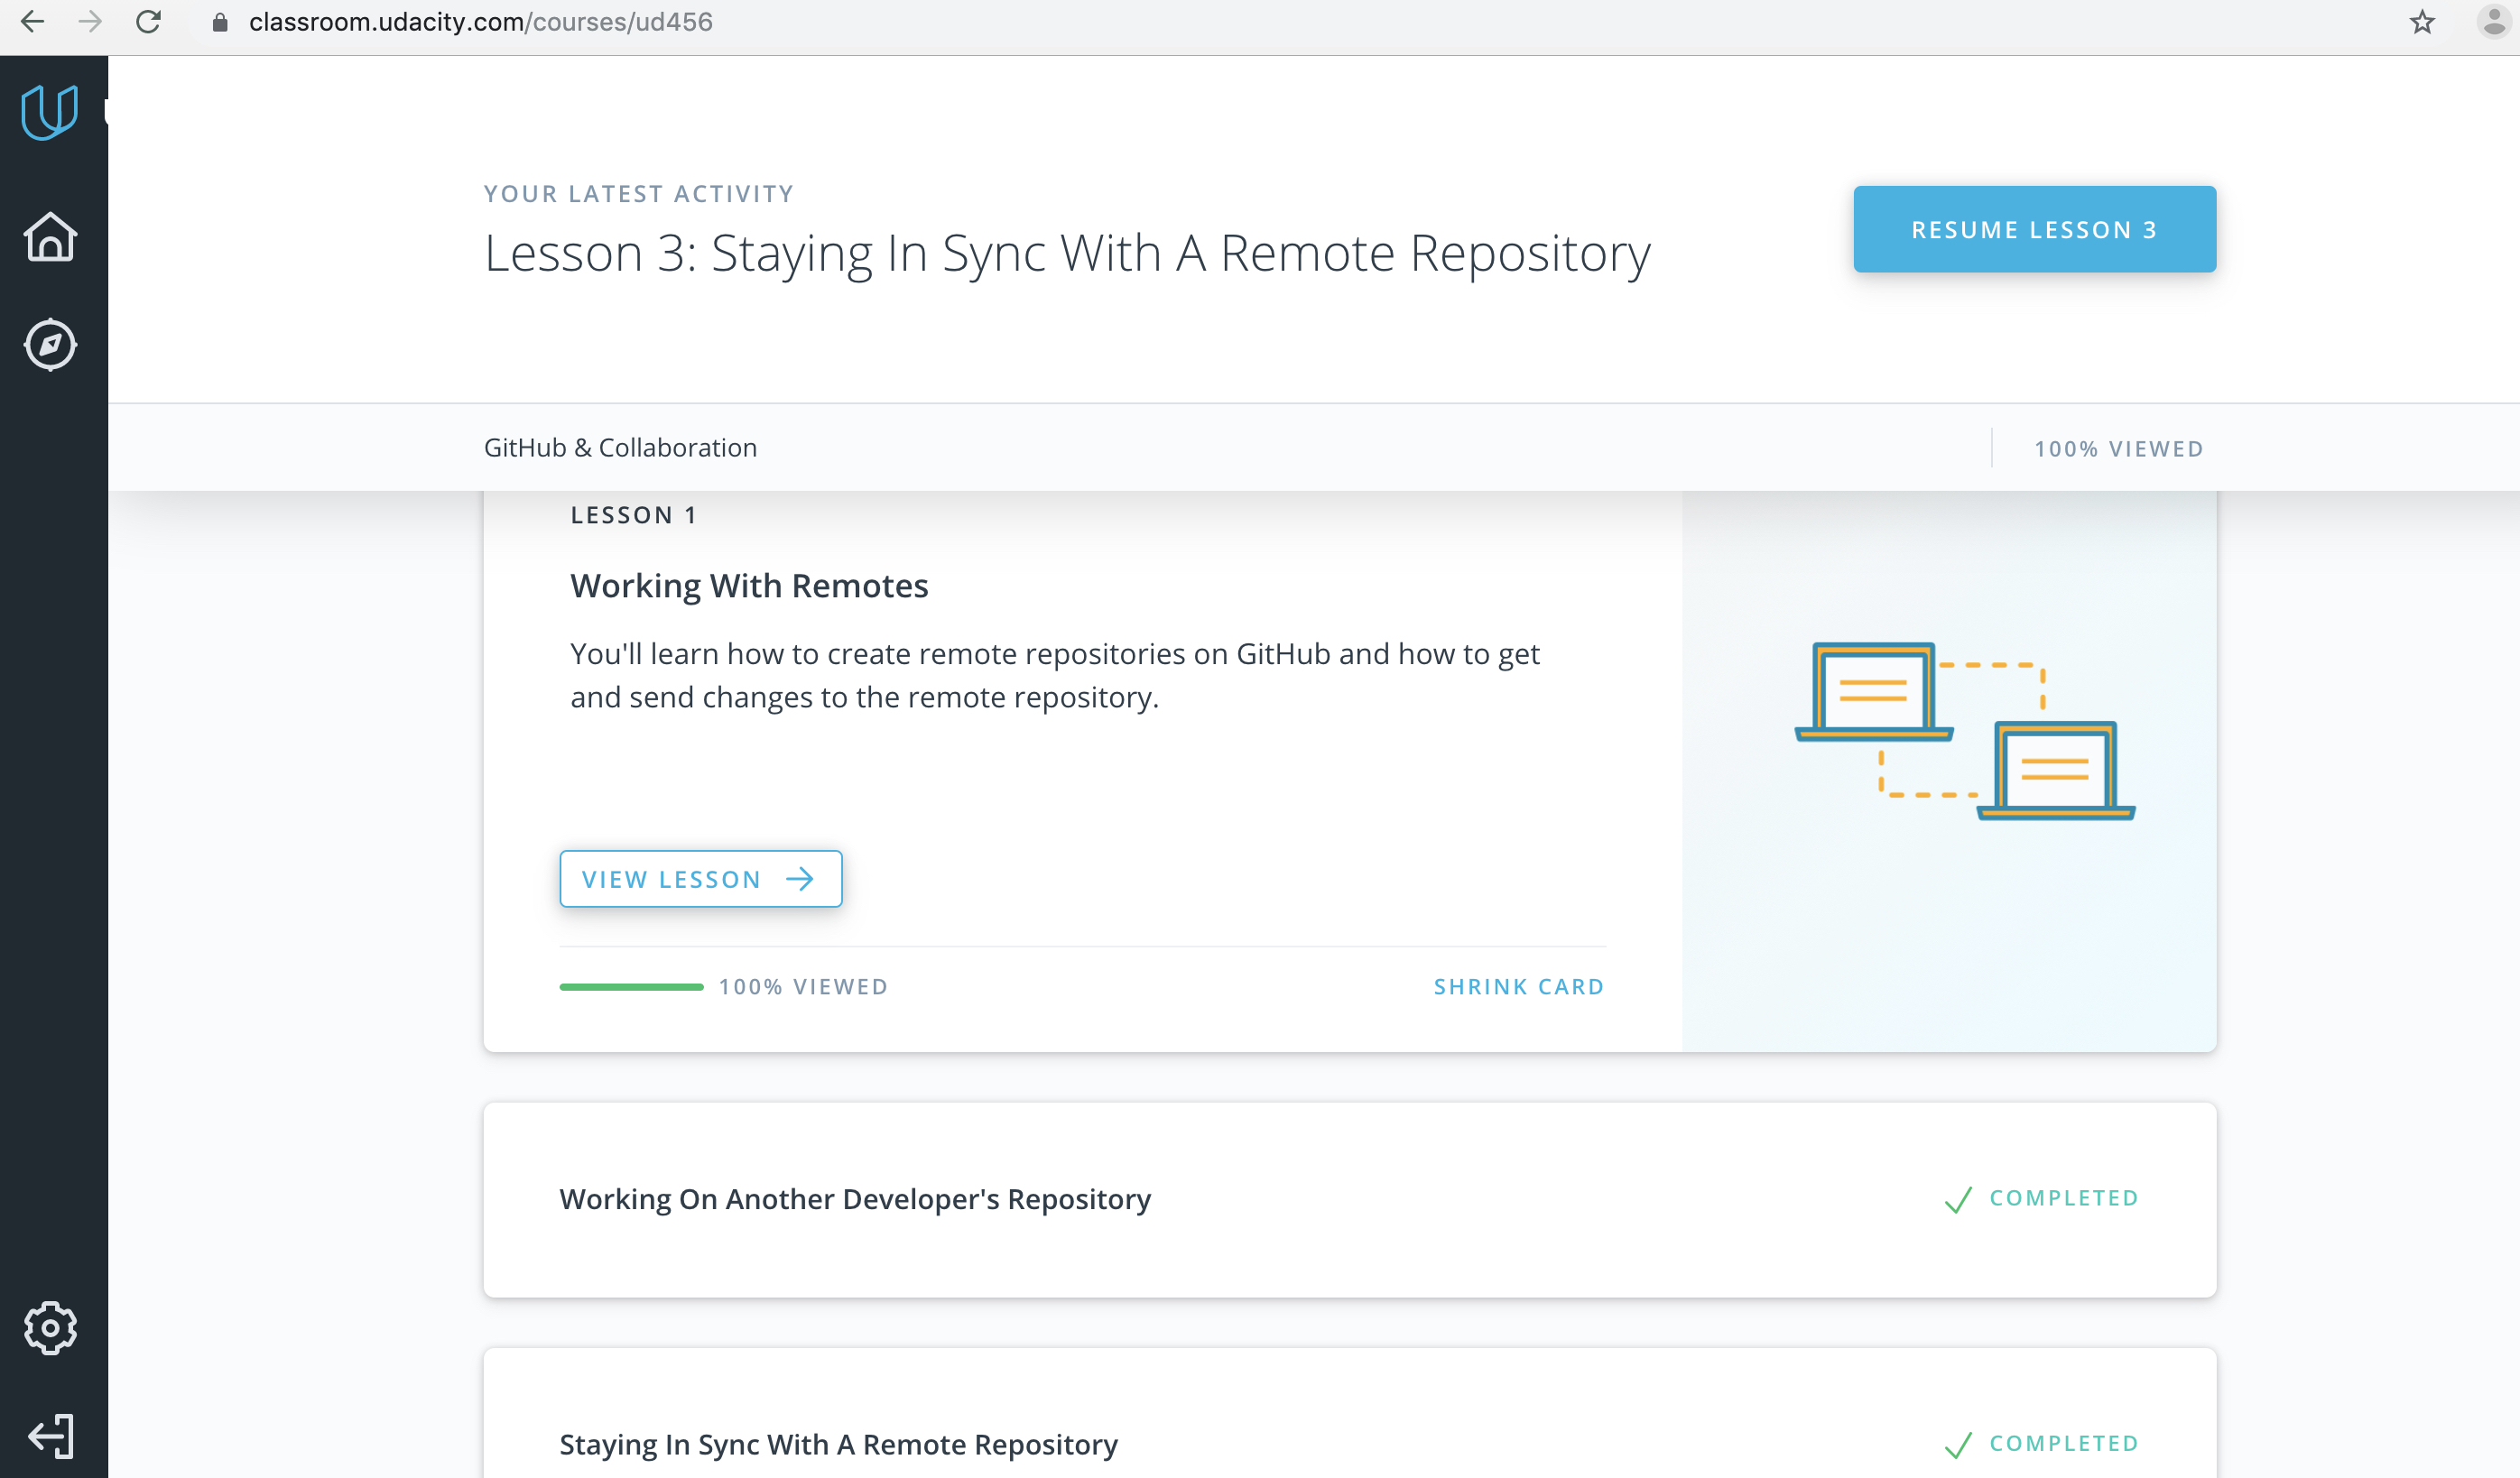 classroom.udacity.com/courses/ud456
YOUR LATEST ACTIVITY
Lesson 3: Staying In Sync With A Remote Repository
RESUME LESSON 3
GitHub & Collaboration
100% VIEWED
LESSON 1
Working With Remotes
You'll learn how to create remote repositories on GitHub and how to get
and send changes to the remote repository.
VIEW LESSON
100% VIEWED
SHRINK CARD
Working On Another Developer's Repository
COMPLETED
Staying In Sync With A Remote Repository
COMPLETED